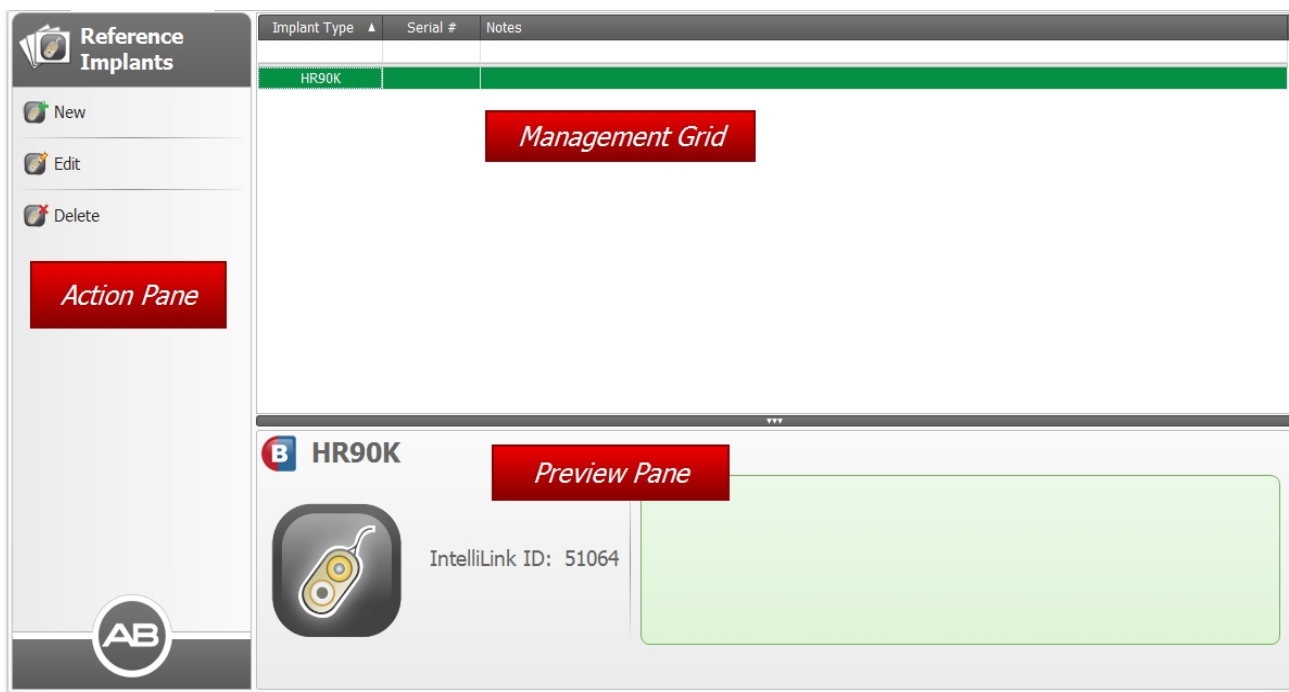 Reference
Implants
New
Edit
Delete
Action Pane
AB
Implant Type ▲ Serial # Notes
HR90K
Management Grid
B HR90K
Preview Pane
IntelliLink ID: 51064